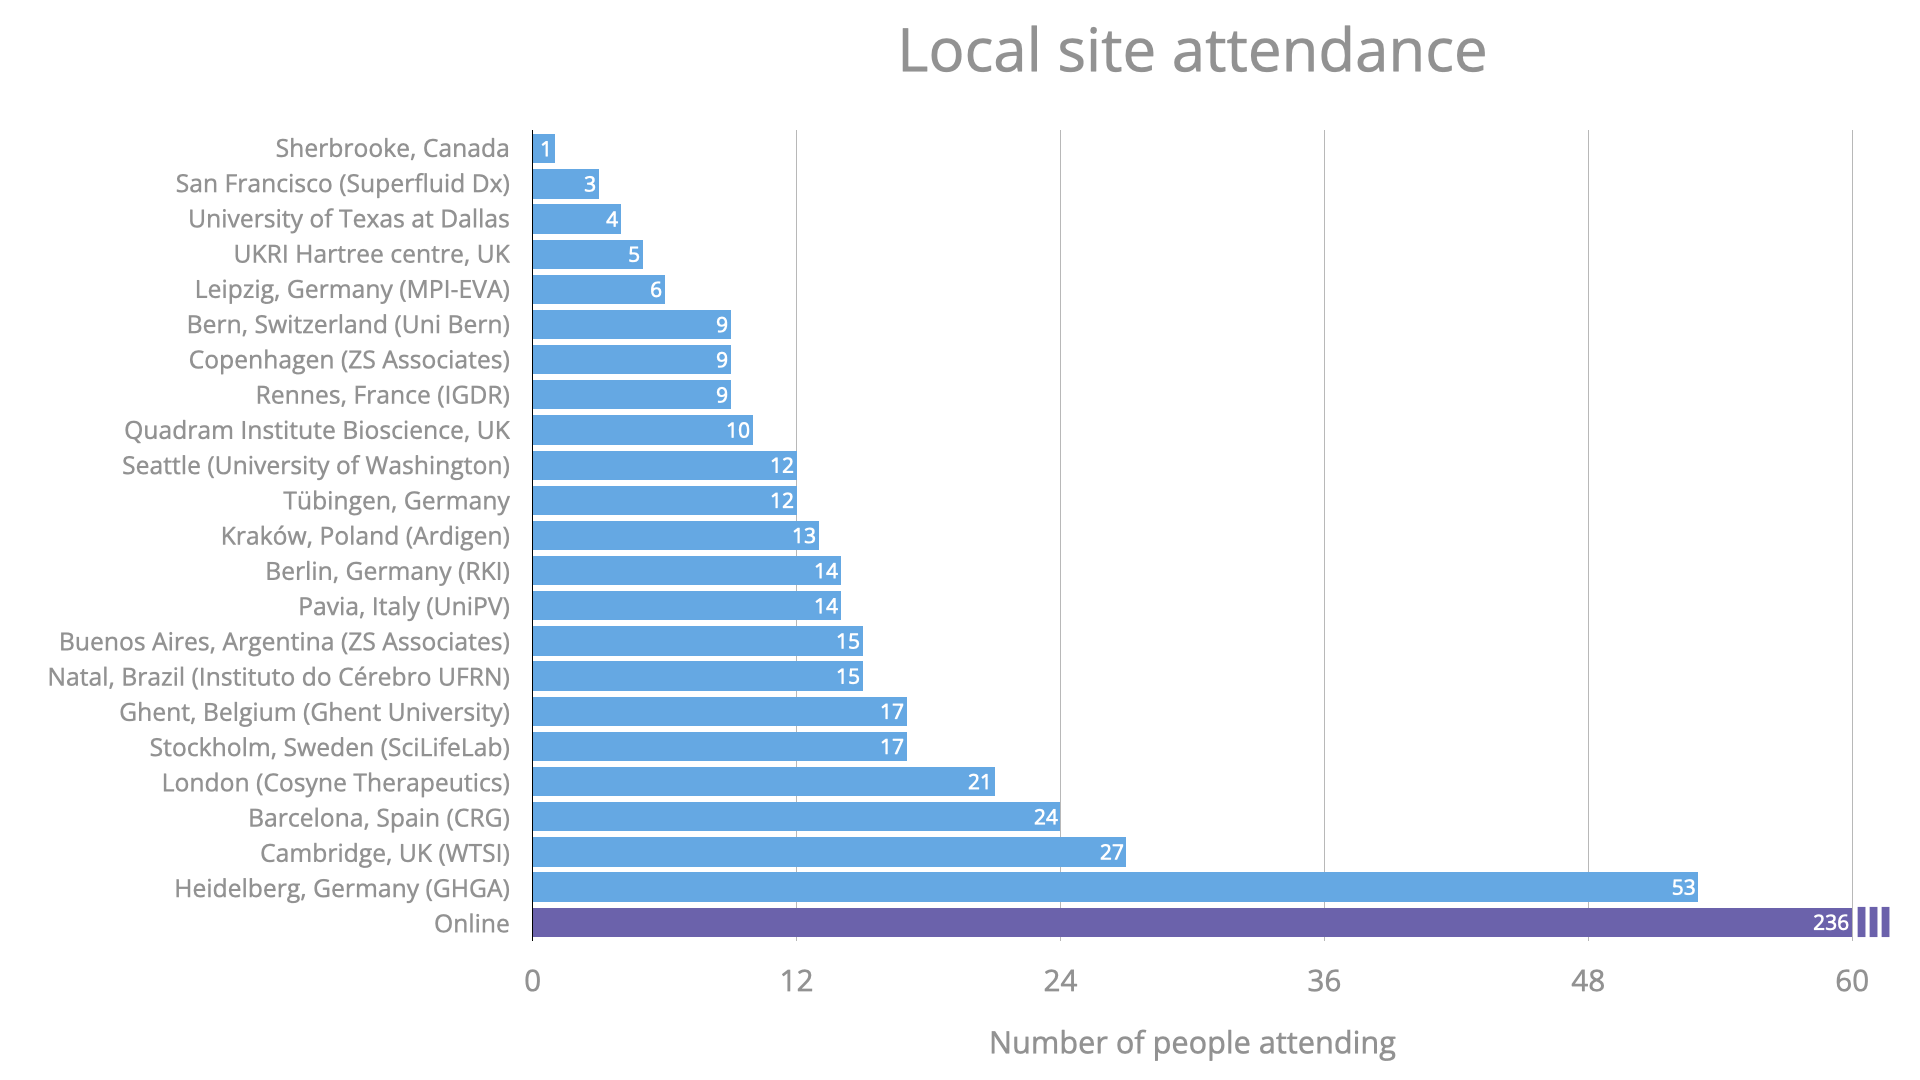 Local site attendance
Sherbrooke, Canada 1
San Francisco (Superfluid Dx) 3
University of Texas at Dallas 4
UKRI Hartree centre, UK 5
Leipzig, Germany (MPI-EVA) 6
Bern, Switzerland (Uni Bern) 9
Copenhagen (ZS Associates) 9
Rennes, France (IGDR) 9
Quadram Institute Bioscience, UK 10
Seattle (University of Washington) 12
Tübingen, Germany 12
Kraków, Poland (Ardigen) 13
Berlin, Germany (RKI) 14
Pavia, Italy (UniPV) 14
Buenos Aires, Argentina (ZS Associates) 15
Natal, Brazil (Instituto do Cérebro UFRN) 15
Ghent, Belgium (Ghent University) 17
Stockholm, Sweden (SciLifeLab) 17
London (Cosyne Therapeutics) 21
Barcelona, Spain (CRG) 24
Cambridge, UK (WTSI) 27
Heidelberg, Germany (GHGA) 53
Online 236
0 12 24 36 48 60
Number of people attending